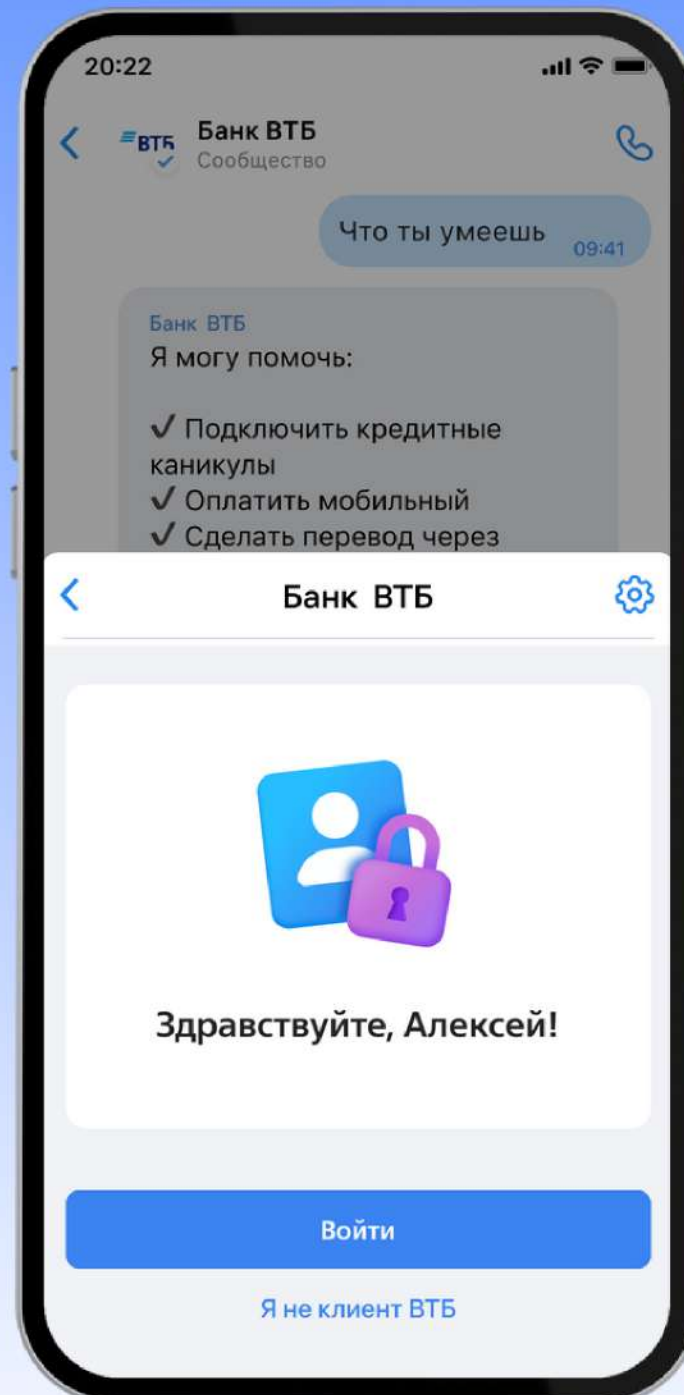 20:22
ВТБ
Банк ВТБ
Сообщество
Что ты умеешь
09:41
Банк ВТБ
Я могу помочь:
✓ Подключить кредитные
каникулы
✓ Оплатить мобильный
✓ Сделать перевод через
Банк ВТБ
Здравствуйте, Алексей!
Войти
Я не клиент ВТБ